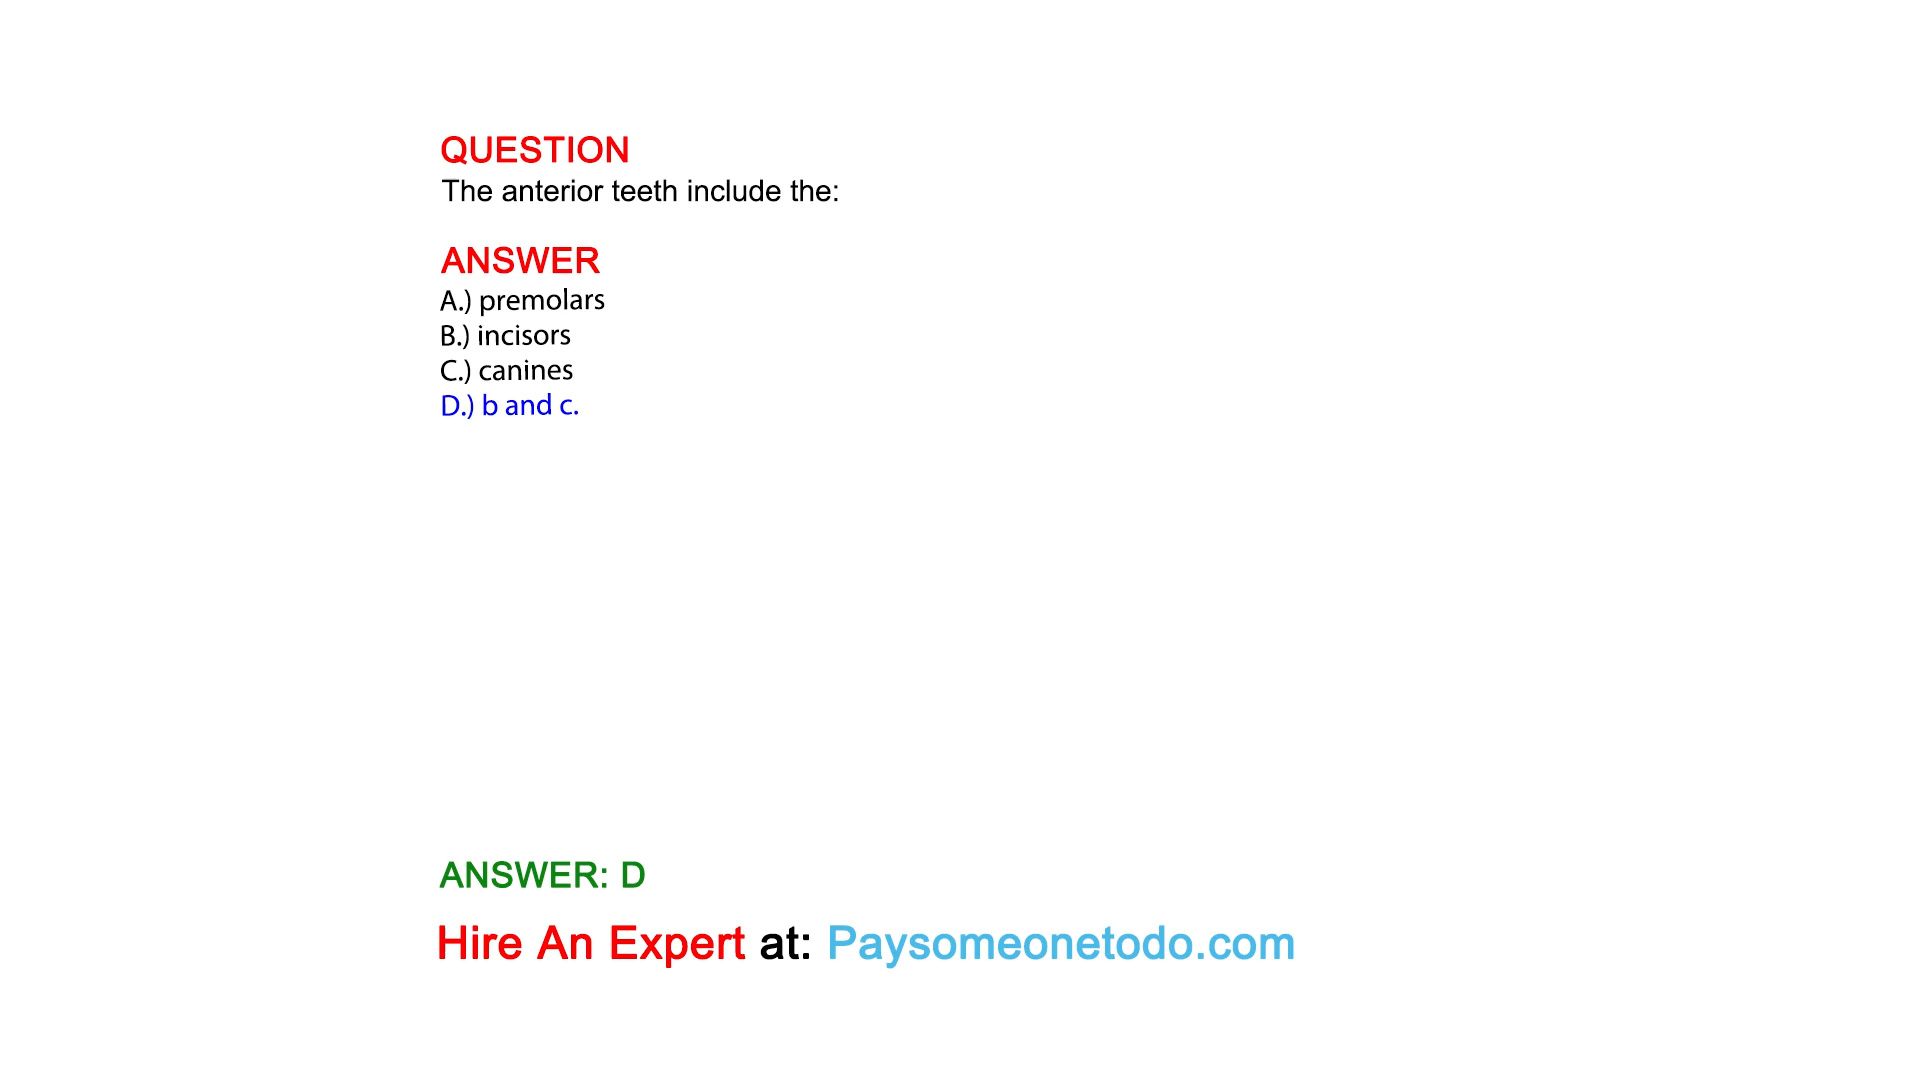 QUESTION
The anterior teeth include the:
ANSWER
A.) premolars
B.) incisors
C.) canines
D.) b and c.
ANSWER: D
Hire An Expert at: Paysomeonetodo.com